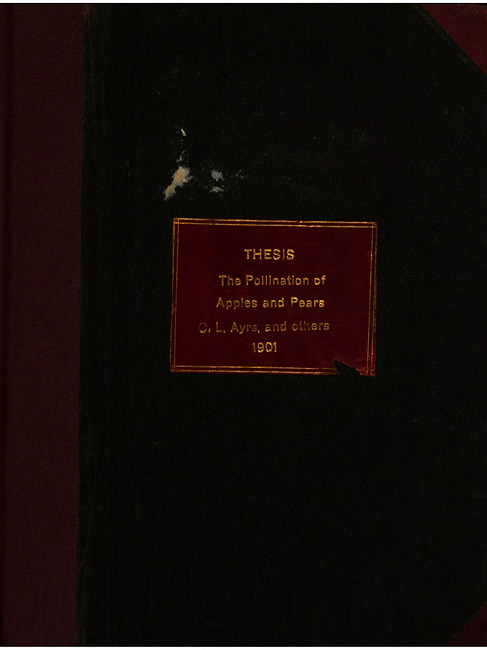 THESIS
The Pollination of
Apples and Pears
O. L. Ayrs, and others
1901